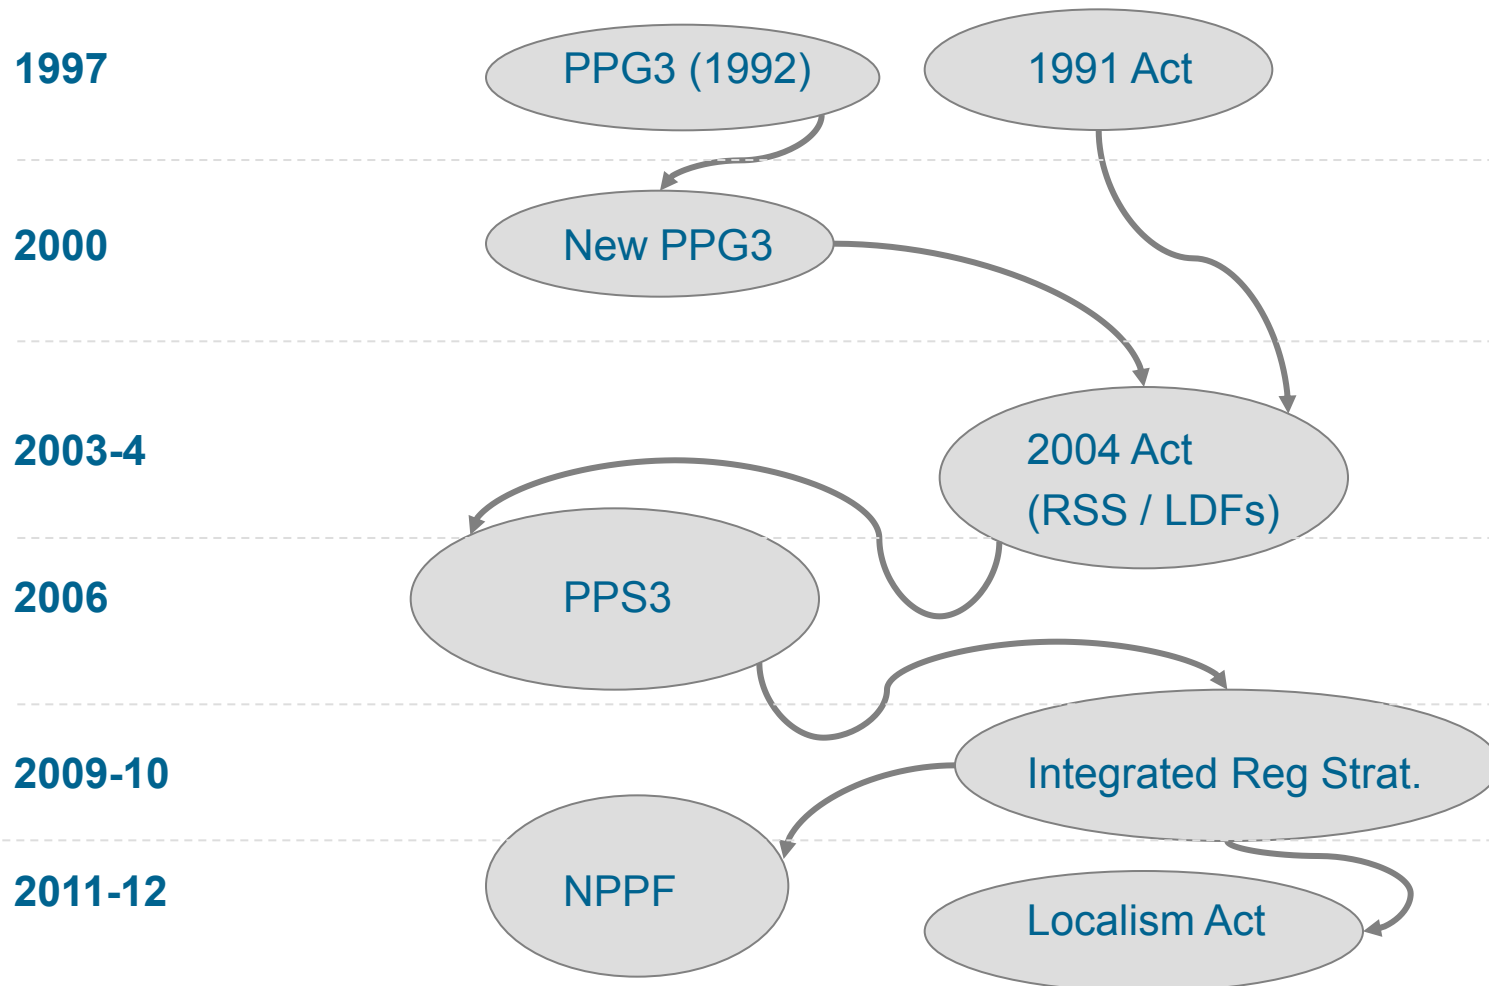 1997
PPG3 (1992)
1991 Act
2000
New PPG3
2003-4
2004 Act
(RSS / LDFs)
2006
PPS3
2009-10
Integrated Reg Strat.
2011-12
NPPF
Localism Act